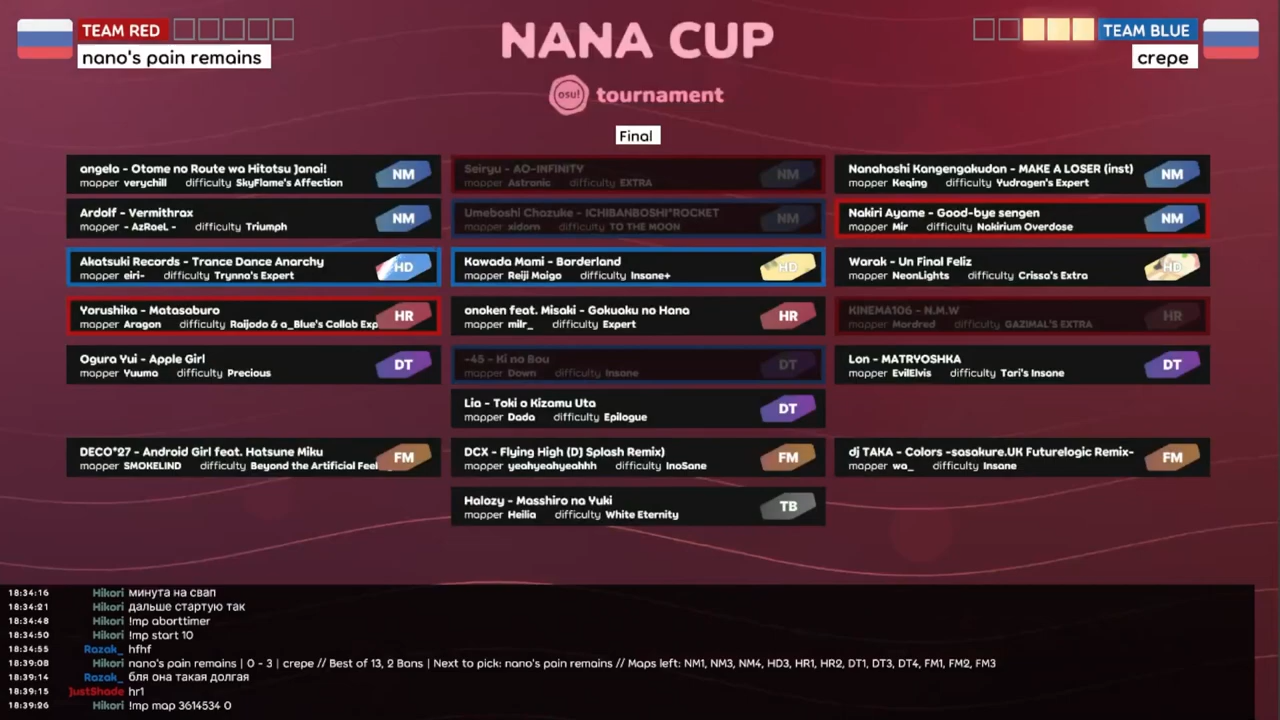 TEAM RED
nano's pain remains
NANA CUP
osu! tournament
TEAM BLUE
crepe
Final
angela - Otome no Route wa Hitotsu Janai!
mapper verychill difficulty SkyFlame's Affection
NM
Seiryu - AO-INFINITY
mapper Astronic difficulty EXTRA
NM
Nanahoshi Kangengakudan - MAKE A LOSER (inst)
mapper Keqing difficulty Yudragen's Expert
NM
Ardolf - Vermithrax
mapper - AzRaeL - difficulty Triumph
NM
Umeboshi Chazuke - ICHIBANBOSHI*ROCKET
mapper xidorn difficulty TO THE MOON
NM
Nakiri Ayame - Good-bye sengen
mapper Mir difficulty Nakirium Overdose
NM
Akatsuki Records - Trance Dance Anarchy
mapper eiri- difficulty Trynna's Expert
HD
Kawada Mami - Borderland
mapper Reiji Maigo difficulty Insane+
HD
Warak - Un Final Feliz
mapper NeonLights difficulty Crissa's Extra
HD
Yorushika - Matasaburo
mapper Aragon difficulty Raijodo & a_Blue's Collab Exp
HR
onoken feat. Misaki - Gokuaku no Hana
mapper milr_ difficulty Expert
HR
KINEMA106 - N.M.W
mapper Mordred difficulty GAZIMAL'S EXTRA
HR
Ogura Yui - Apple Girl
mapper Yuuma difficulty Precious
DT
-45 - Ki no Bou
mapper Down difficulty Insane
DT
Lon - MATRYOSHKA
mapper EvilElvis difficulty Tari's Insane
DT
Lia - Toki o Kizamu Uta
mapper Dada difficulty Epilogue
DT
DECO*27 - Android Girl feat. Hatsune Miku
mapper SMOKELIND difficulty Beyond the Artificial Feel
FM
DCX - Flying High (DJ Splash Remix)
mapper yeahyeahyeahhh difficulty InoSane
FM
dj TAKA - Colors -sasakure.UK Futurelogic Remix-
mapper wa_ difficulty Insane
FM
Halozy - Masshiro na Yuki
mapper Heilia difficulty White Eternity
TB
18:34:16 Hikori минута на свап
18:34:21 Hikori дальше стартую так
18:34:48 Hikori !mp aborttimer
18:34:50 Hikori !mp start 10
18:34:55 Razak_ hfhf
18:39:08 Hikori nano's pain remains | 0 - 3 | crepe // Best of 13, 2 Bans | Next to pick: nano's pain remains // Maps left: NM1, NM3, NM4, HD3, HR1, HR2, DT1, DT3, DT4, FM1, FM2, FM3
18:39:14 Razak_ бля она такая долгая
18:39:15 JustShade hr1
18:39:26 Hikori !mp map 3614534 0